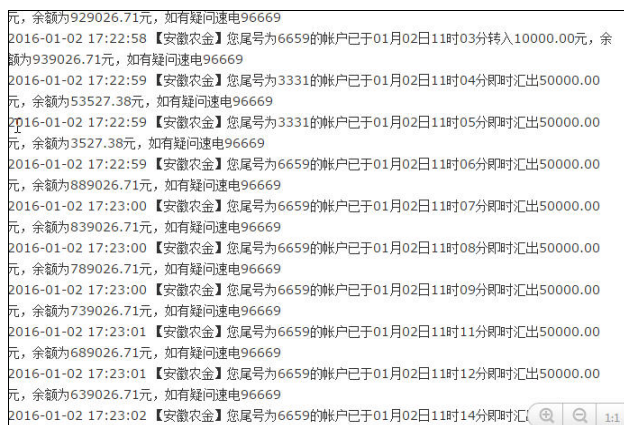 元，余额为929026.71元，如有疑问速电96669
2016-01-02 17:22:58 【安徽农金】您尾号为6659的帐户已于01月02日11时03分转入10000.00元，余
额为939026.71元，如有疑问速电96669
2016-01-02 17:22:59 【安徽农金】您尾号为3331的帐户已于01月02日11时04分即时汇出50000.00
元，余额为53527.38元，如有疑问速电96669
2016-01-02 17:22:59 【安徽农金】您尾号为3331的帐户已于01月02日11时05分即时汇出50000.00
元，余额为3527.38元，如有疑问速电96669
2016-01-02 17:22:59 【安徽农金】您尾号为6659的帐户已于01月02日11时06分即时汇出50000.00
元，余额为889026.71元，如有疑问速电96669
2016-01-02 17:23:00 【安徽农金】您尾号为6659的帐户已于01月02日11时07分即时汇出50000.00
元，余额为839026.71元，如有疑问速电96669
2016-01-02 17:23:00 【安徽农金】您尾号为6659的帐户已于01月02日11时08分即时汇出50000.00
元，余额为789026.71元，如有疑问速电96669
2016-01-02 17:23:00 【安徽农金】您尾号为6659的帐户已于01月02日11时09分即时汇出50000.00
元，余额为739026.71元，如有疑问速电96669
2016-01-02 17:23:01 【安徽农金】您尾号为6659的帐户已于01月02日11时11分即时汇出50000.00
元，余额为689026.71元，如有疑问速电96669
2016-01-02 17:23:01 【安徽农金】您尾号为6659的帐户已于01月02日11时12分即时汇出50000.00
元，余额为639026.71元，如有疑问速电96669
2016-01-02 17:23:02 【安徽农金】您尾号为6659的帐户已于01月02日11时14分即时汇
1:1